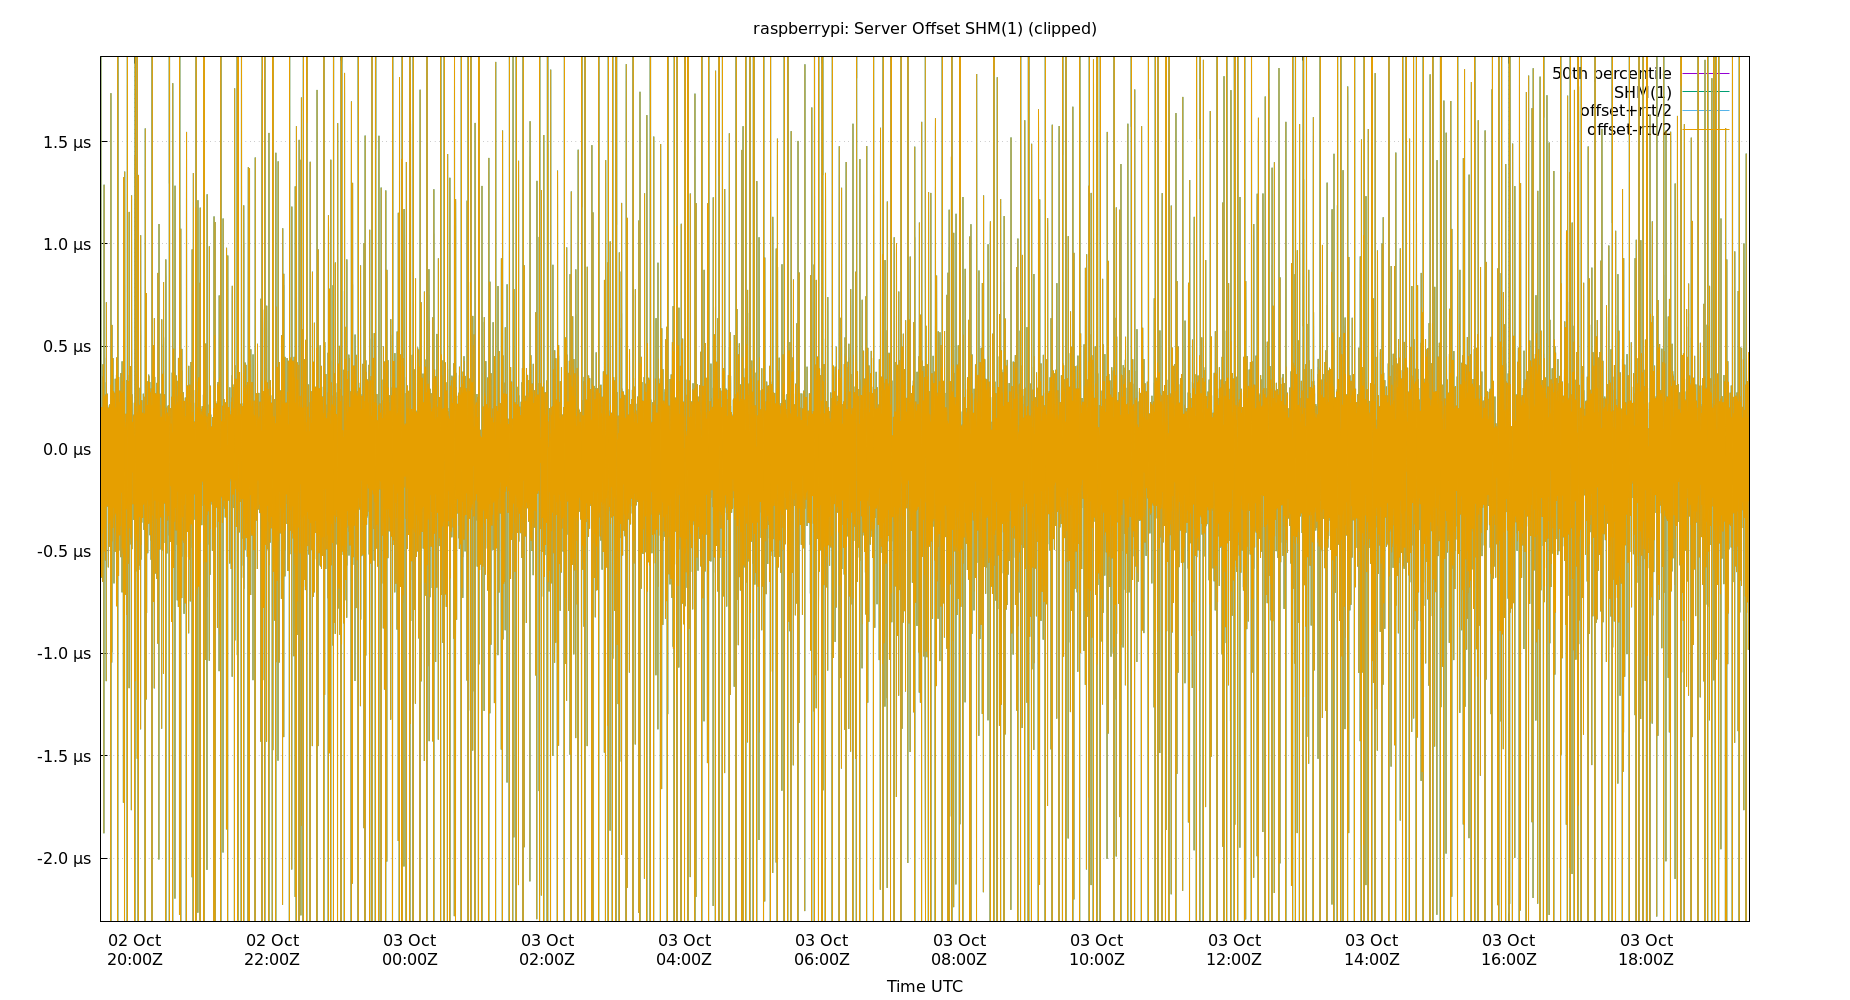 raspberrypi: Server Offset SHM(1) (clipped)
50th percentile
SHM(1)
offset+rtt/2
offset-rtt/2
1.5 µs
1.0 µs
0.5 µs
0.0 µs
-0.5 µs
-1.0 µs
-1.5 µs
-2.0 µs
02 Oct 02 Oct 03 Oct 03 Oct 03 Oct 03 Oct 03 Oct 03 Oct 03 Oct 03 Oct 03 Oct 03 Oct
20:00Z 22:00Z 00:00Z 02:00Z 04:00Z 06:00Z 08:00Z 10:00Z 12:00Z 14:00Z 16:00Z 18:00Z
Time UTC